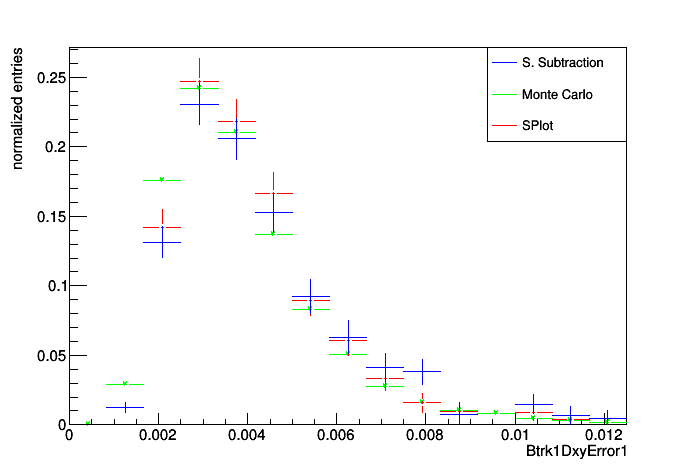 normalized entries
0.25
0.2
0.15
0.1
0.05
0
0 0.002 0.004 0.006 0.008 0.01 0.012
Btrk1DxyError1
S. Subtraction
Monte Carlo
SPlot